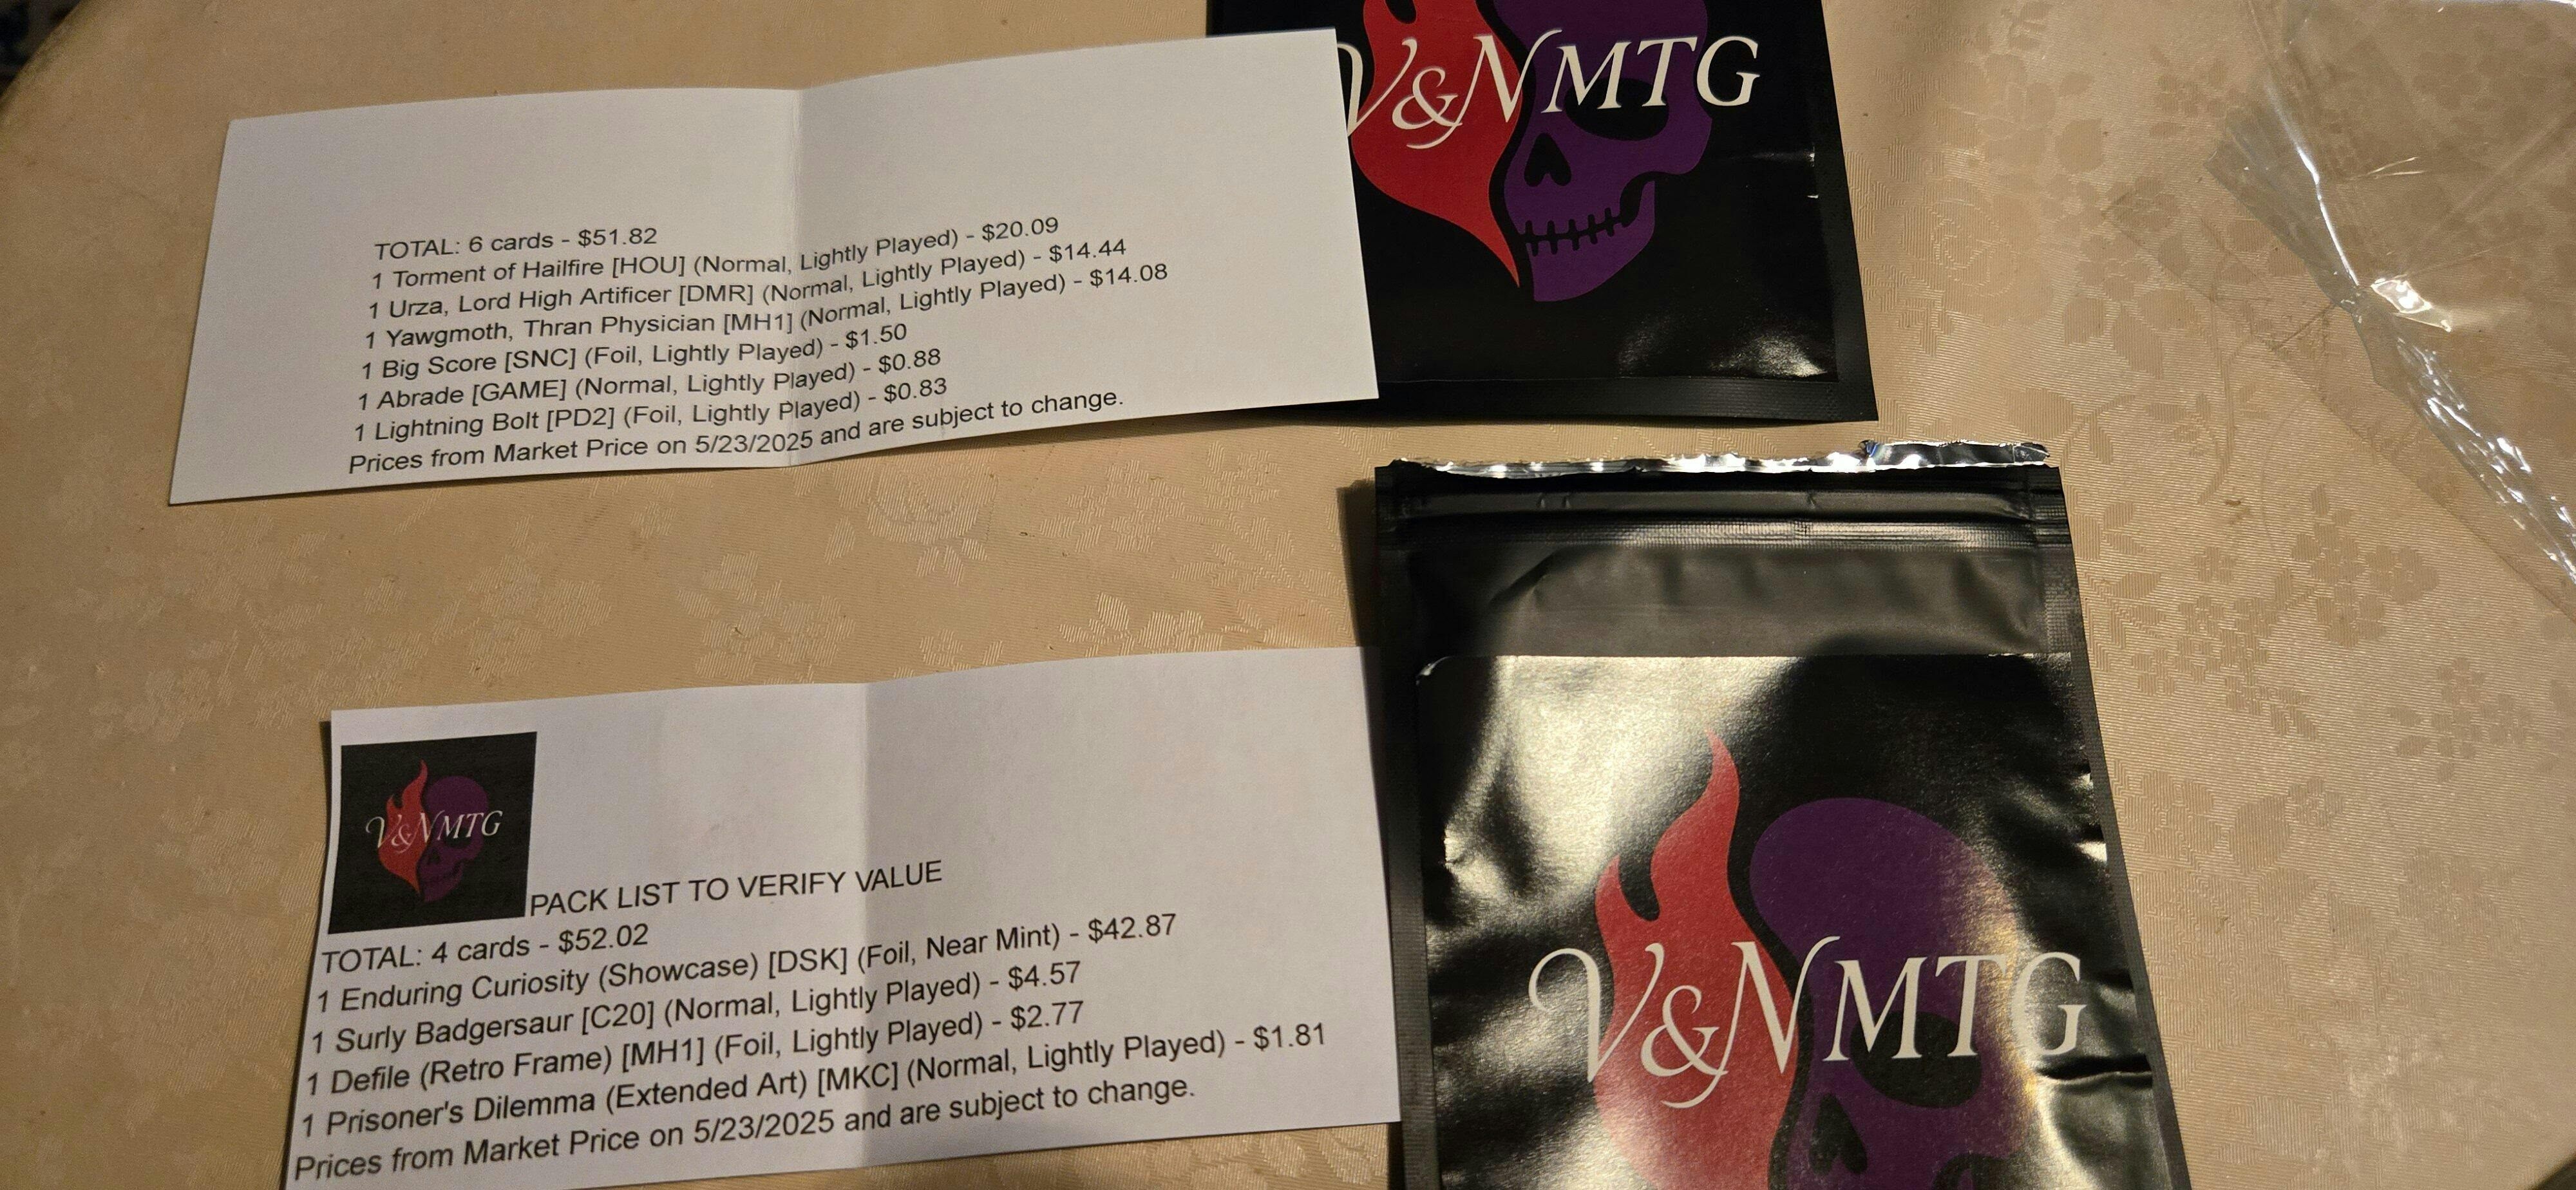 V&N MTG
TOTAL: 6 cards - $51.82
1 Torment of Hailfire [HOU] (Normal, Lightly Played) - $20.09
1 Urza, Lord High Artificer [DMR] (Normal, Lightly Played) - $14.44
1 Yawgmoth, Thran Physician [MH1] (Normal, Lightly Played) - $14.08
1 Big Score [SNC] (Foil, Lightly Played) - $1.50
1 Abrade [GAME] (Normal, Lightly Played) - $0.88
1 Lightning Bolt [PD2] (Foil, Lightly Played) - $0.83
Prices from Market Price on 5/23/2025 and are subject to change.
V&N MTG
PACK LIST TO VERIFY VALUE
TOTAL: 4 cards - $52.02
1 Enduring Curiosity (Showcase) [DSK] (Foil, Near Mint) - $42.87
1 Surly Badgersaur [C20] (Normal, Lightly Played) - $4.57
1 Defile (Retro Frame) [MH1] (Foil, Lightly Played) - $2.77
1 Prisoner's Dilemma (Extended Art) [MKC] (Normal, Lightly Played) - $1.81
Prices from Market Price on 5/23/2025 and are subject to change.
V&N MTG